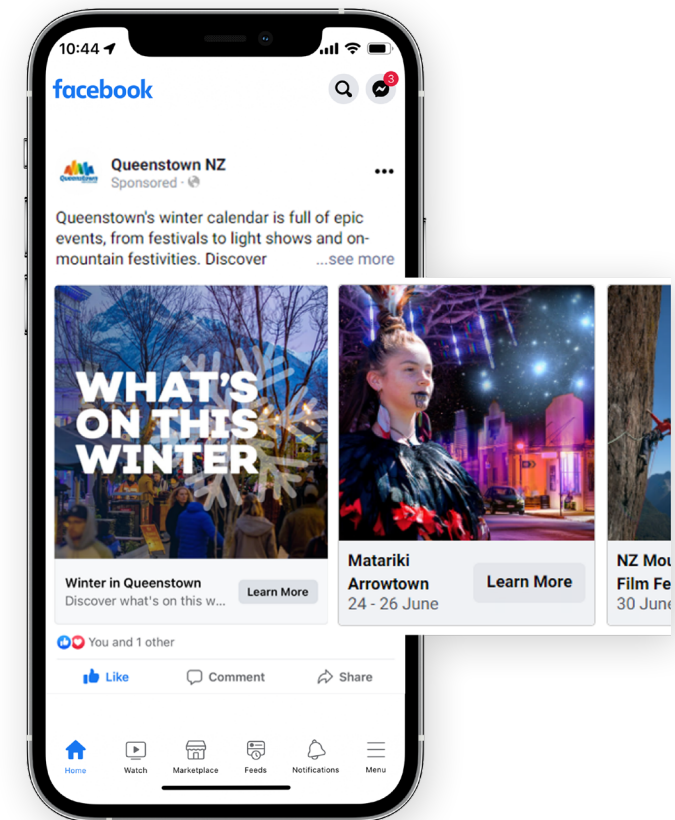 10:44
facebook
3
Queenstown
Queenstown NZ
Sponsored ·
Queenstown's winter calendar is full of epic
events, from festivals to light shows and on-
mountain festivities. Discover ...see more
WHAT'S
ON THIS
WINTER
Winter in Queenstown
Discover what's on this w...
Learn More
Matariki
Arrowtown
24 - 26 June
Learn More
NZ Mou
Film Fe
30 June
You and 1 other
Like Comment Share
Home Watch Marketplace Feeds Notifications Menu